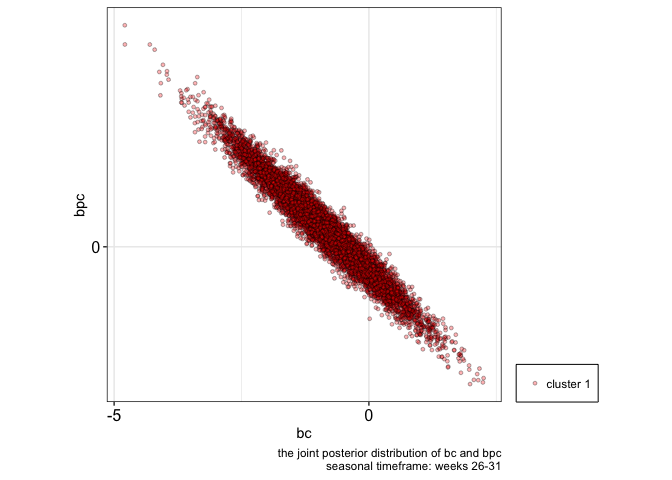 bpc
0
-5
0
bc
cluster 1
the joint posterior distribution of bc and bpc
seasonal timeframe: weeks 26-31